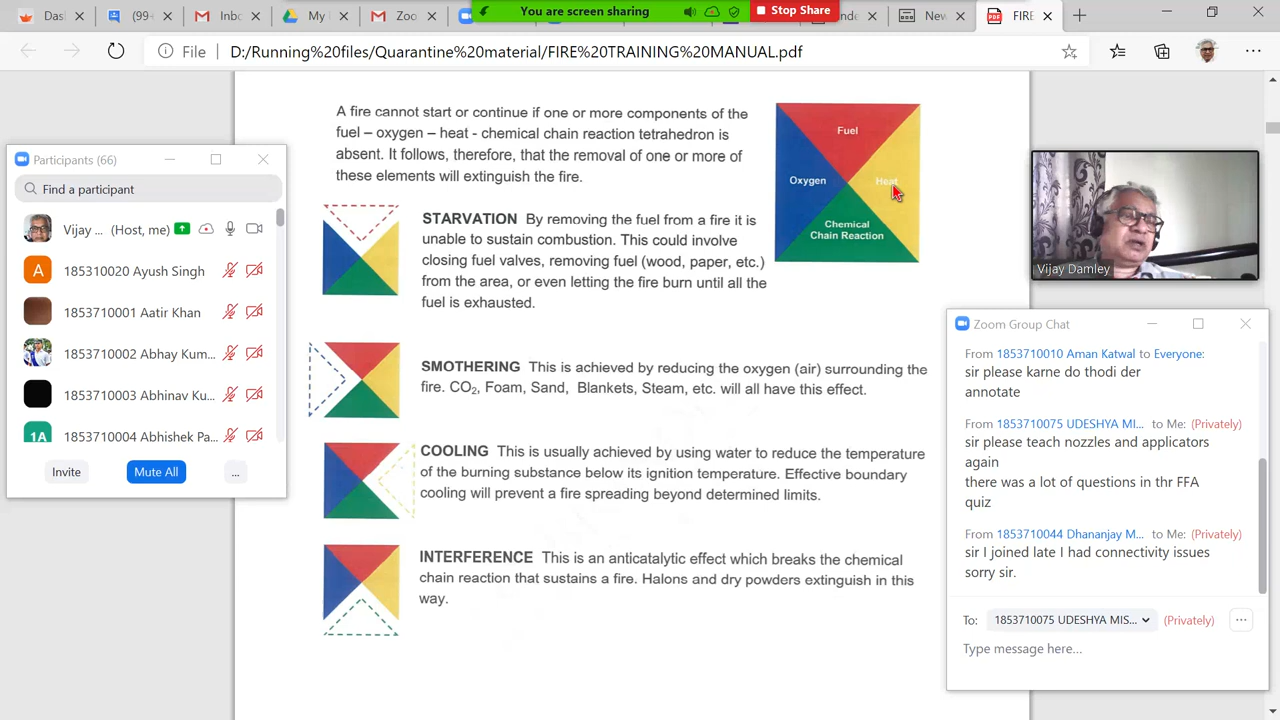 Das
(99+
Inb
My
Zoo
You are screen sharing
Stop Share
nde
New
PDF
FIRE
File
D:/Running%20files/Quarantine%20material/FIRE%20TRAINING%20MANUAL.pdf
A fire cannot start or continue if one or more components of the
fuel – oxygen – heat - chemical chain reaction tetrahedron is
absent. It follows, therefore, that the removal of one or more of
these elements will extinguish the fire.
Fuel
Oxygen
Heat
Chemical
Chain Reaction
STARVATION By removing the fuel from a fire it is
unable to sustain combustion. This could involve
closing fuel valves, removing fuel (wood, paper, etc.)
from the area, or even letting the fire burn until all the
fuel is exhausted.
SMOTHERING This is achieved by reducing the oxygen (air) surrounding the
fire. CO2, Foam, Sand, Blankets, Steam, etc. will all have this effect.
COOLING This is usually achieved by using water to reduce the temperature
of the burning substance below its ignition temperature. Effective boundary
cooling will prevent a fire spreading beyond determined limits.
INTERFERENCE This is an anticatalytic effect which breaks the chemical
chain reaction that sustains a fire. Halons and dry powders extinguish in this
way.
Participants (66)
Find a participant
Vijay ... (Host, me)
A
185310020 Ayush Singh
1853710001 Aatir Khan
1853710002 Abhay Kum...
1853710003 Abhinav Ku...
1A
1853710004 Abhishek Pa...
Invite
Mute All
...
Vijay Damley
Zoom Group Chat
From 1853710010 Aman Katwal to Everyone:
sir please karne do thodi der
annotate
From 1853710075 UDESHYA MI... to Me: (Privately)
sir please teach nozzles and applicators
again
there was a lot of questions in thr FFA
quiz
From 1853710044 Dhananjay M... to Me: (Privately)
sir I joined late I had connectivity issues
sorry sir.
To: 1853710075 UDESHYA MIS... (Privately)
Type message here...